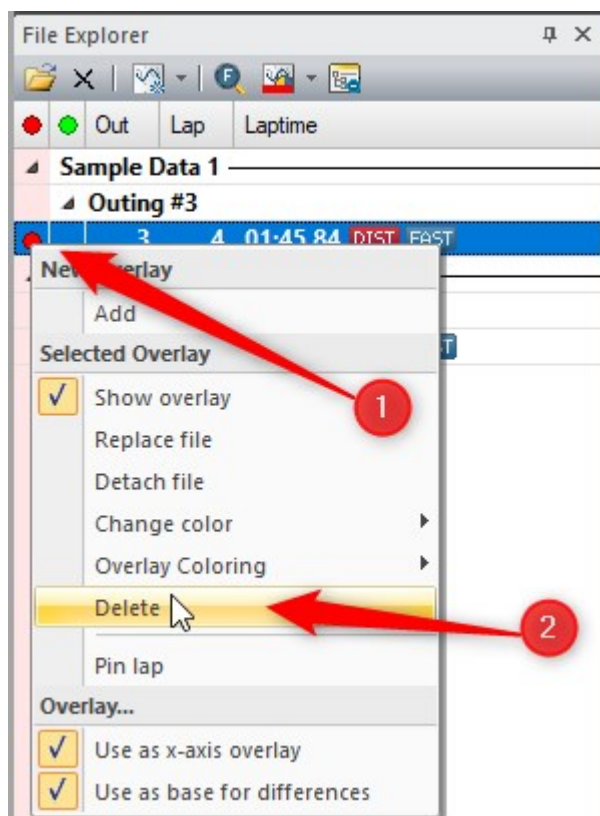 File Explorer
Out Lap Laptime
Sample Data 1
Outing #3
3 4 01:45.84 DIST FAST
New Overlay
Add
Selected Overlay
Show overlay
1
Replace file
Detach file
Change color
Overlay Coloring
Delete
2
Pin lap
Overlay...
Use as x-axis overlay
Use as base for differences